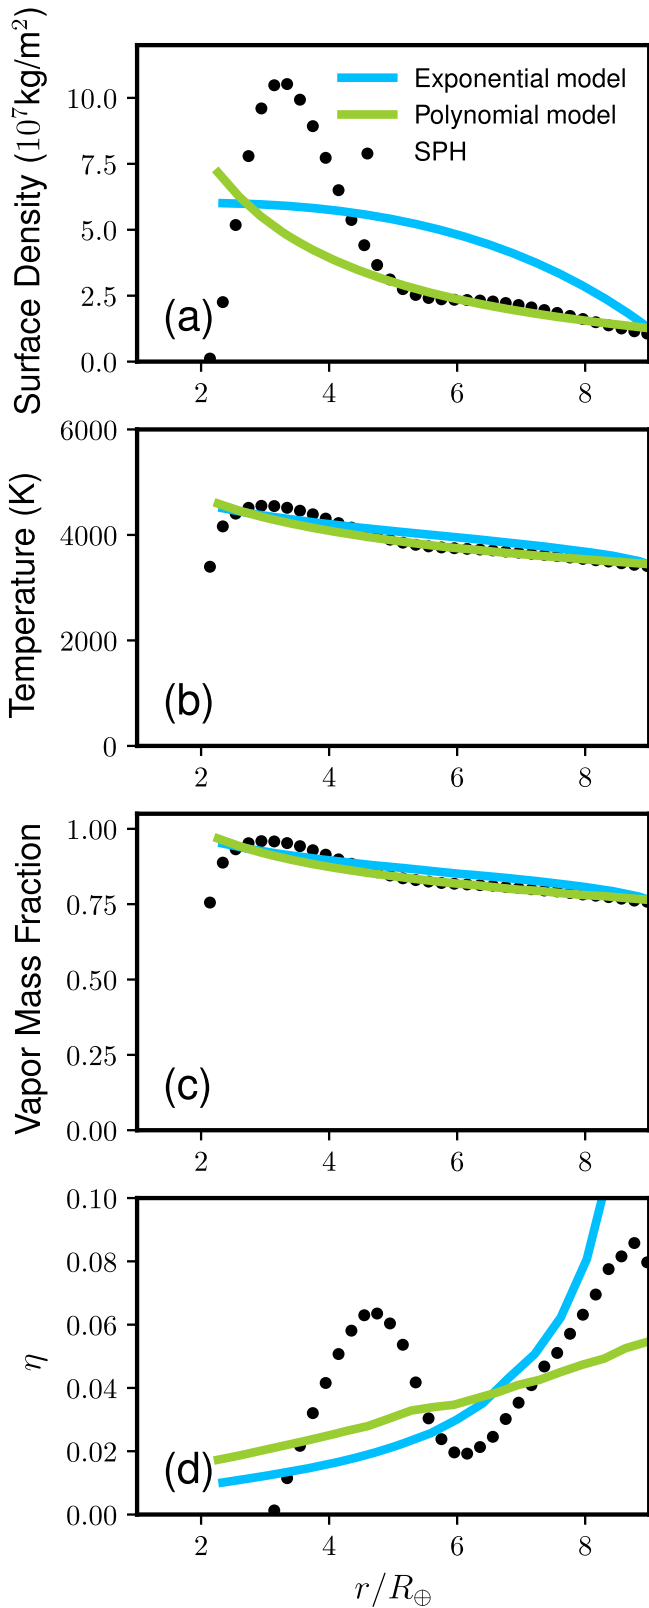 Surface Density (10⁷kg/m²)
10.0
7.5
5.0
2.5
0.0
Exponential model
Polynomial model
SPH
(a)
2 4 6 8
Temperature (K)
6000
4000
2000
0
(b)
2 4 6 8
Vapor Mass Fraction
1.00
0.75
0.50
0.25
0.00
(c)
2 4 6 8
η
0.10
0.08
0.06
0.04
0.02
0.00
(d)
2 4 6 8
r/R⊕